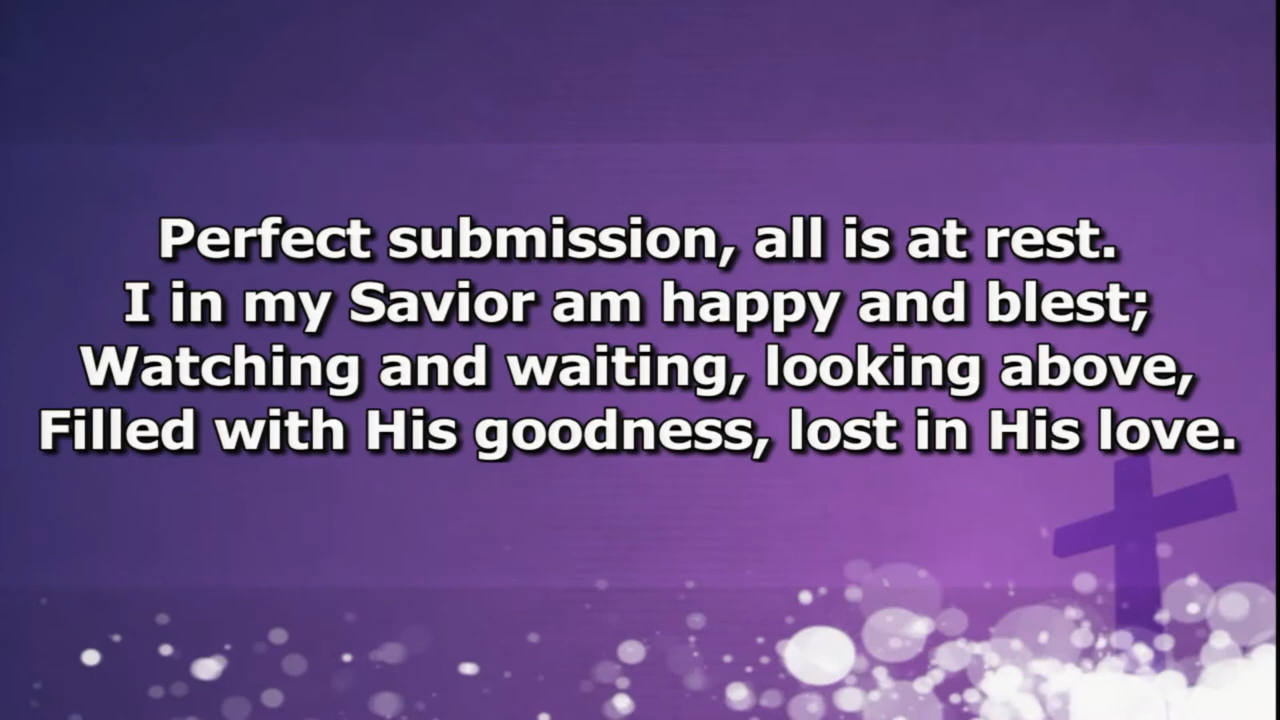 Perfect submission, all is at rest.
I in my Savior am happy and blest;
Watching and waiting, looking above,
Filled with His goodness, lost in His love.